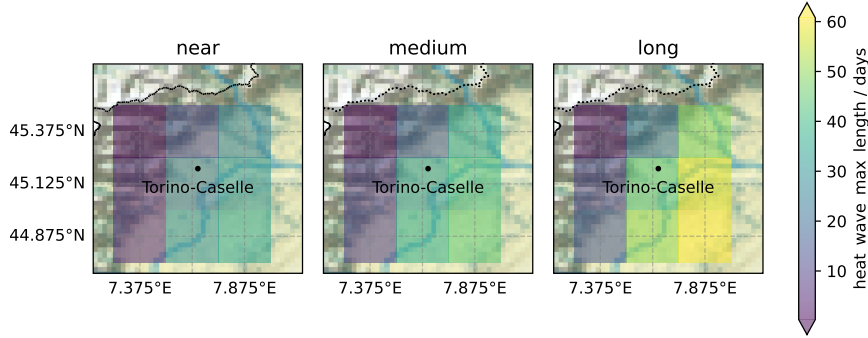 near medium long
45.375°N
45.125°N
44.875°N
Torino-Caselle Torino-Caselle Torino-Caselle
7.375°E 7.875°E 7.375°E 7.875°E 7.375°E 7.875°E
60
50
40
30
20
10
heat wave max length / days